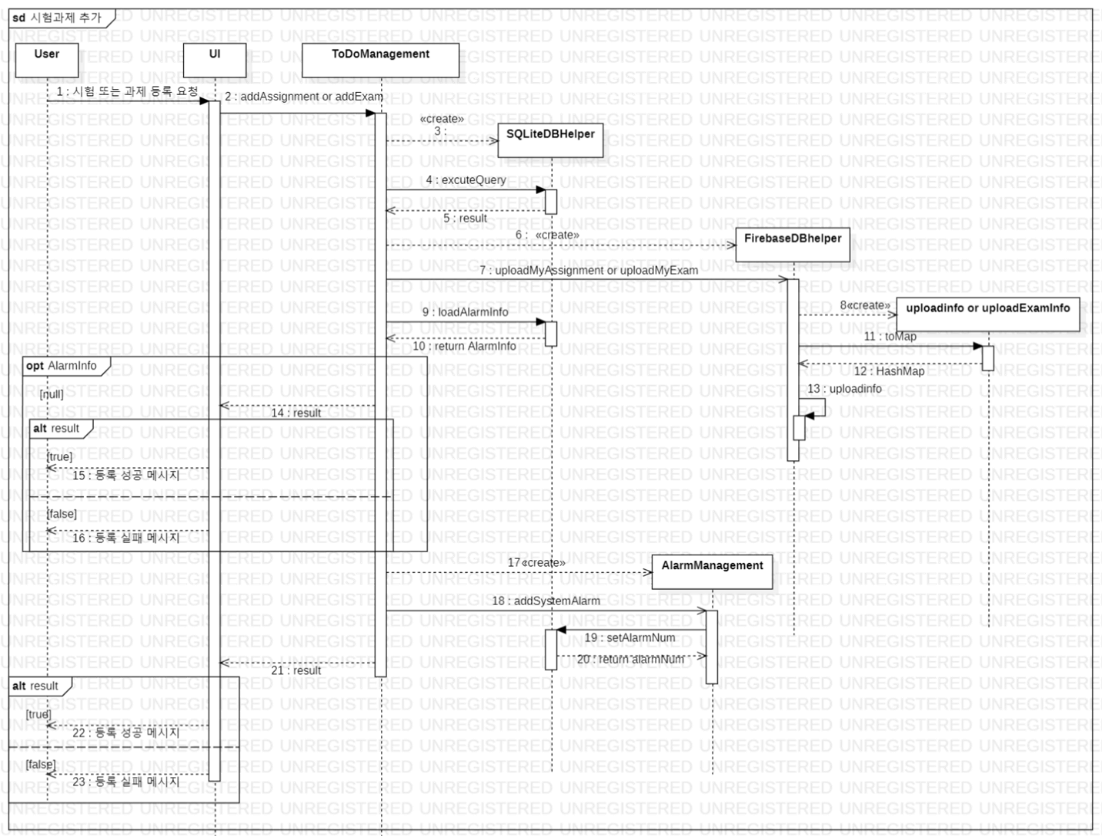 sd 시험과제 추가
User
UI
ToDoManagement
1 : 시험 또는 과제 등록 요청
2 : addAssignment or addExam
«create»
3 :
SQLiteDBHelper
4 : excuteQuery
5 : result
6 : «create»
FirebaseDBhelper
7 : uploadMyAssignment or uploadMyExam
8«create»
uploadinfo or uploadExamInfo
9 : loadAlarmInfo
10 : return AlarmInfo
11 : toMap
12 : HashMap
13 : uploadinfo
opt AlarmInfo
[null]
14 : result
alt result
[true]
15 : 등록 성공 메시지
[false]
16 : 등록 실패 메시지
17«create»
AlarmManagement
18 : addSystemAlarm
19 : setAlarmNum
20 : return alarmNum
21 : result
alt result
[true]
22 : 등록 성공 메시지
[false]
23 : 등록 실패 메시지
UNREGISTERED